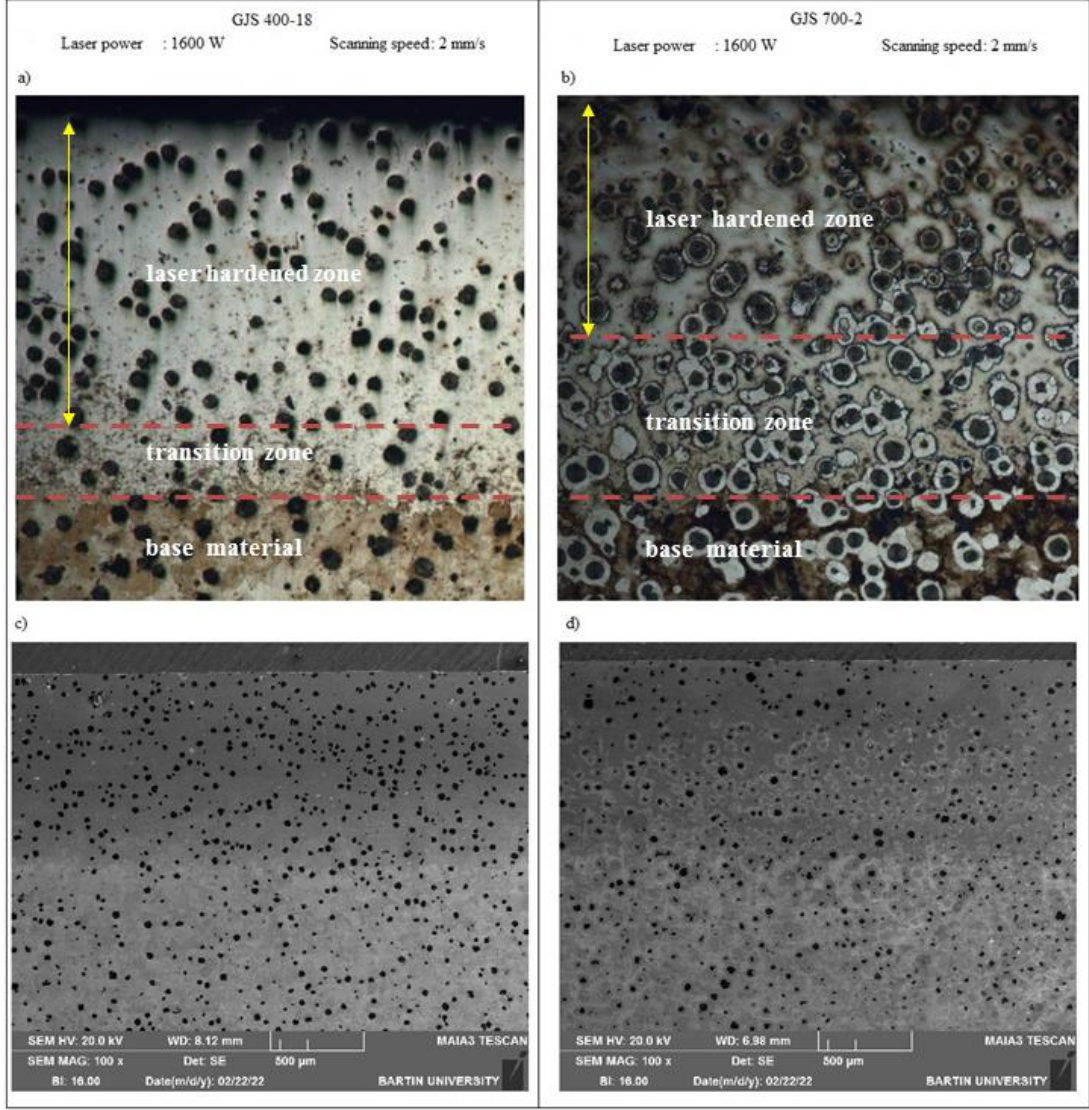 GJS 400-18
Laser power : 1600 W Scanning speed: 2 mm/s
a)
laser hardened zone
transition zone
base material
GJS 700-2
Laser power : 1600 W Scanning speed: 2 mm/s
b)
laser hardened zone
transition zone
base material
c)
SEM HV: 20.0 kV WD: 8.12 mm MAIA3 TESCAN
SEM MAG: 100 x Det: SE 500 µm
BI: 16.00 Date(m/d/y): 02/22/22 BARTIN UNIVERSITY
d)
SEM HV: 20.0 kV WD: 6.98 mm MAIA3 TESCAN
SEM MAG: 100 x Det: SE 500 µm
BI: 16.00 Date(m/d/y): 02/22/22 BARTIN UNIVERSITY